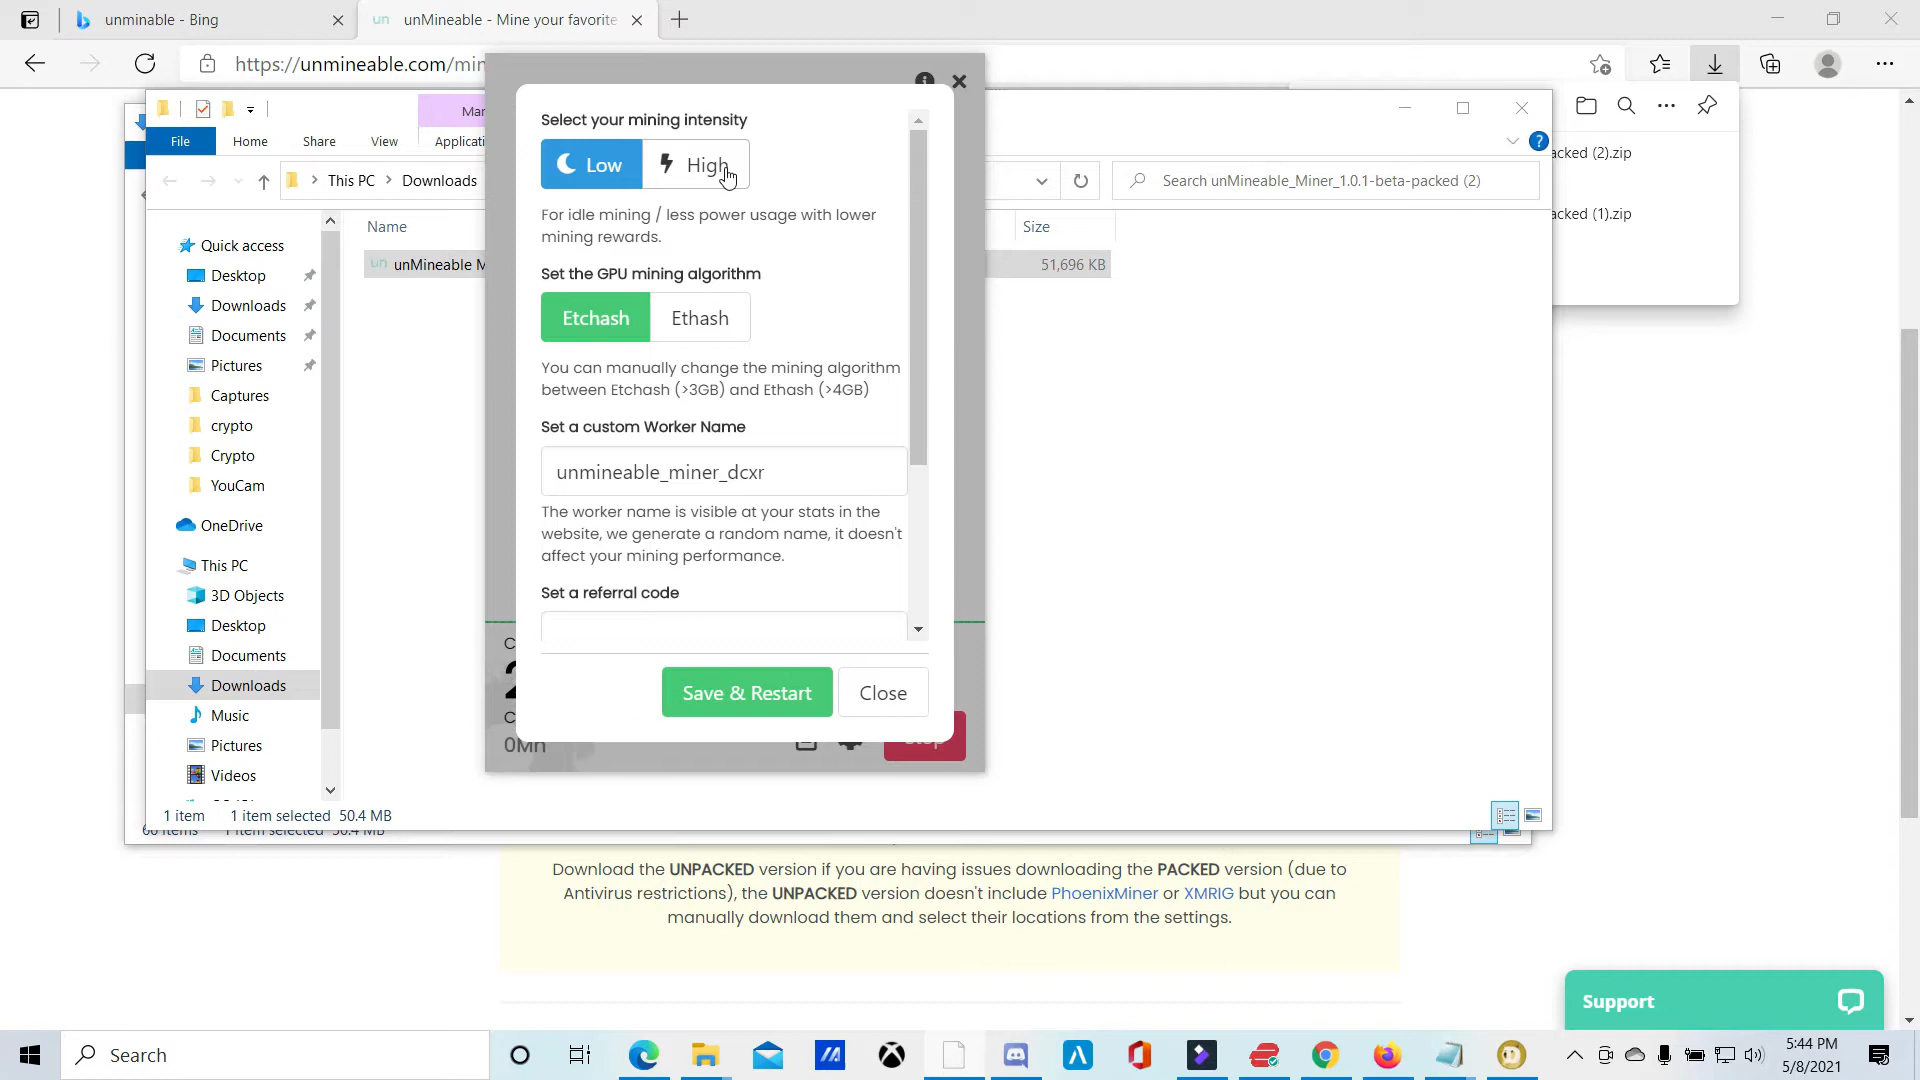 unminable - Bing
unMineable - Mine your favorite
https://unmineable.com/min
File
Home
Share
View
This PC
Downloads
Search unMineable_Miner_1.0.1-beta-packed (2)
acked (2).zip
acked (1).zip
Name
Size
unMineable M
51,696 KB
Quick access
Desktop
Downloads
Documents
Pictures
Captures
crypto
Crypto
YouCam
OneDrive
This PC
3D Objects
Desktop
Documents
Downloads
Music
Pictures
Videos
1 item
1 item selected 50.4 MB
Select your mining intensity
Low
High
For idle mining / less power usage with lower
mining rewards.
Set the GPU mining algorithm
Etchash
Ethash
You can manually change the mining algorithm
between Etchash (>3GB) and Ethash (>4GB)
Set a custom Worker Name
unmineable_miner_dcxr
The worker name is visible at your stats in the
website, we generate a random name, it doesn't
affect your mining performance.
Set a referral code
Save & Restart
Close
0Mh
Stop
Download the UNPACKED version if you are having issues downloading the PACKED version (due to
Antivirus restrictions), the UNPACKED version doesn't include PhoenixMiner or XMRIG but you can
manually download them and select their locations from the settings.
Support
Search
5:44 PM
5/8/2021